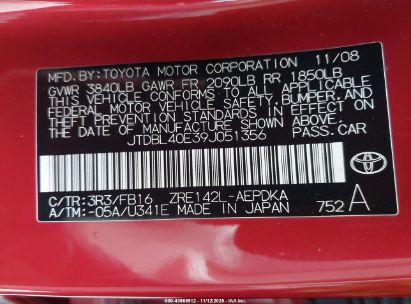 MFD.BY:TOYOTA MOTOR CORPORATION 11/08
GVWR 3840LB GAWR FR 2090LB RR 1850LB
THIS VEHICLE CONFORMS TO ALL APPLICABLE
FEDERAL MOTOR VEHICLE SAFETY, BUMPER, AND
THEFT PREVENTION STANDARDS IN EFFECT ON
THE DATE OF MANUFACTURE SHOWN ABOVE.
JTDBL40E39J051356 PASS.CAR
C/TR:3R3/FB16 ZRE142L-AEPDKA
A/TM:-05A/U341E MADE IN JAPAN 752A
TOYOTA